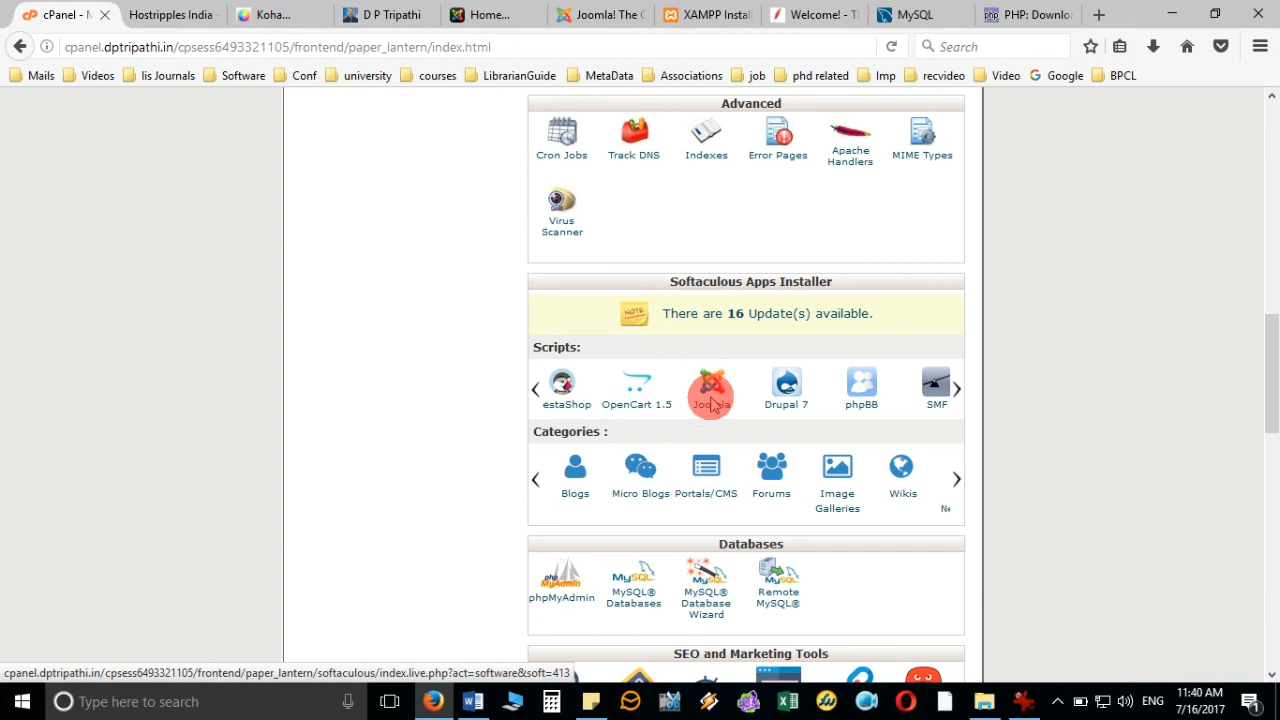 cPanel - M
Hostripples India
Koha...
D P Tripathi
Home...
Joomla! The C
XAMPP Instal
Welcome! - T
MySQL
PHP: Downlo
cpanel.dptripathi.in/cpsess6493321105/frontend/paper_lantern/index.html
Search
Mails Videos lis Journals Software Conf university courses LibrarianGuide MetaData Associations job phd related Imp recvideo Video Google BPCL
Advanced
Cron Jobs
Track DNS
Indexes
Error Pages
Apache
Handlers
MIME Types
Virus
Scanner
Softaculous Apps Installer
NOTE
There are 16 Update(s) available.
Scripts:
estaShop
OpenCart 1.5
Joomla
Drupal 7
phpBB
SMF
Categories :
Blogs
Micro Blogs
Portals/CMS
Forums
Image
Galleries
Wikis
Databases
phpMyAdmin
MySQL®
Databases
MySQL®
Database
Wizard
Remote
MySQL®
SEO and Marketing Tools
cpanel.dptripathi.in/cpsess6493321105/frontend/paper_lantern/softaculous/index.live.php?act=software&soft=413
Type here to search
ENG
11:40 AM
7/16/2017